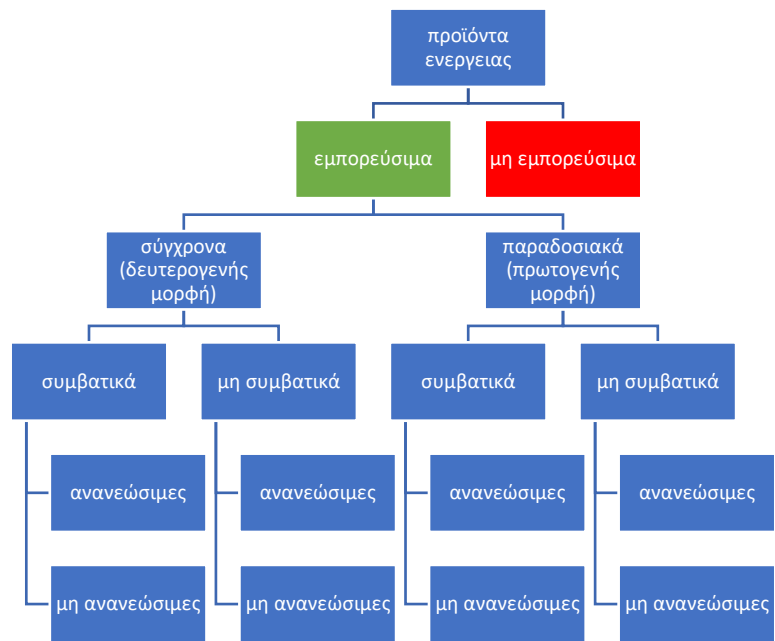 προϊόντα
ενεργειας
εμπορεύσιμα
μη εμπορεύσιμα
σύγχρονα
(δευτερογενής
μορφή)
παραδοσιακά
(πρωτογενής
μορφή)
συμβατικά
μη συμβατικά
συμβατικά
μη συμβατικά
ανανεώσιμες
ανανεώσιμες
ανανεώσιμες
ανανεώσιμες
μη ανανεώσιμες
μη ανανεώσιμες
μη ανανεώσιμες
μη ανανεώσιμες